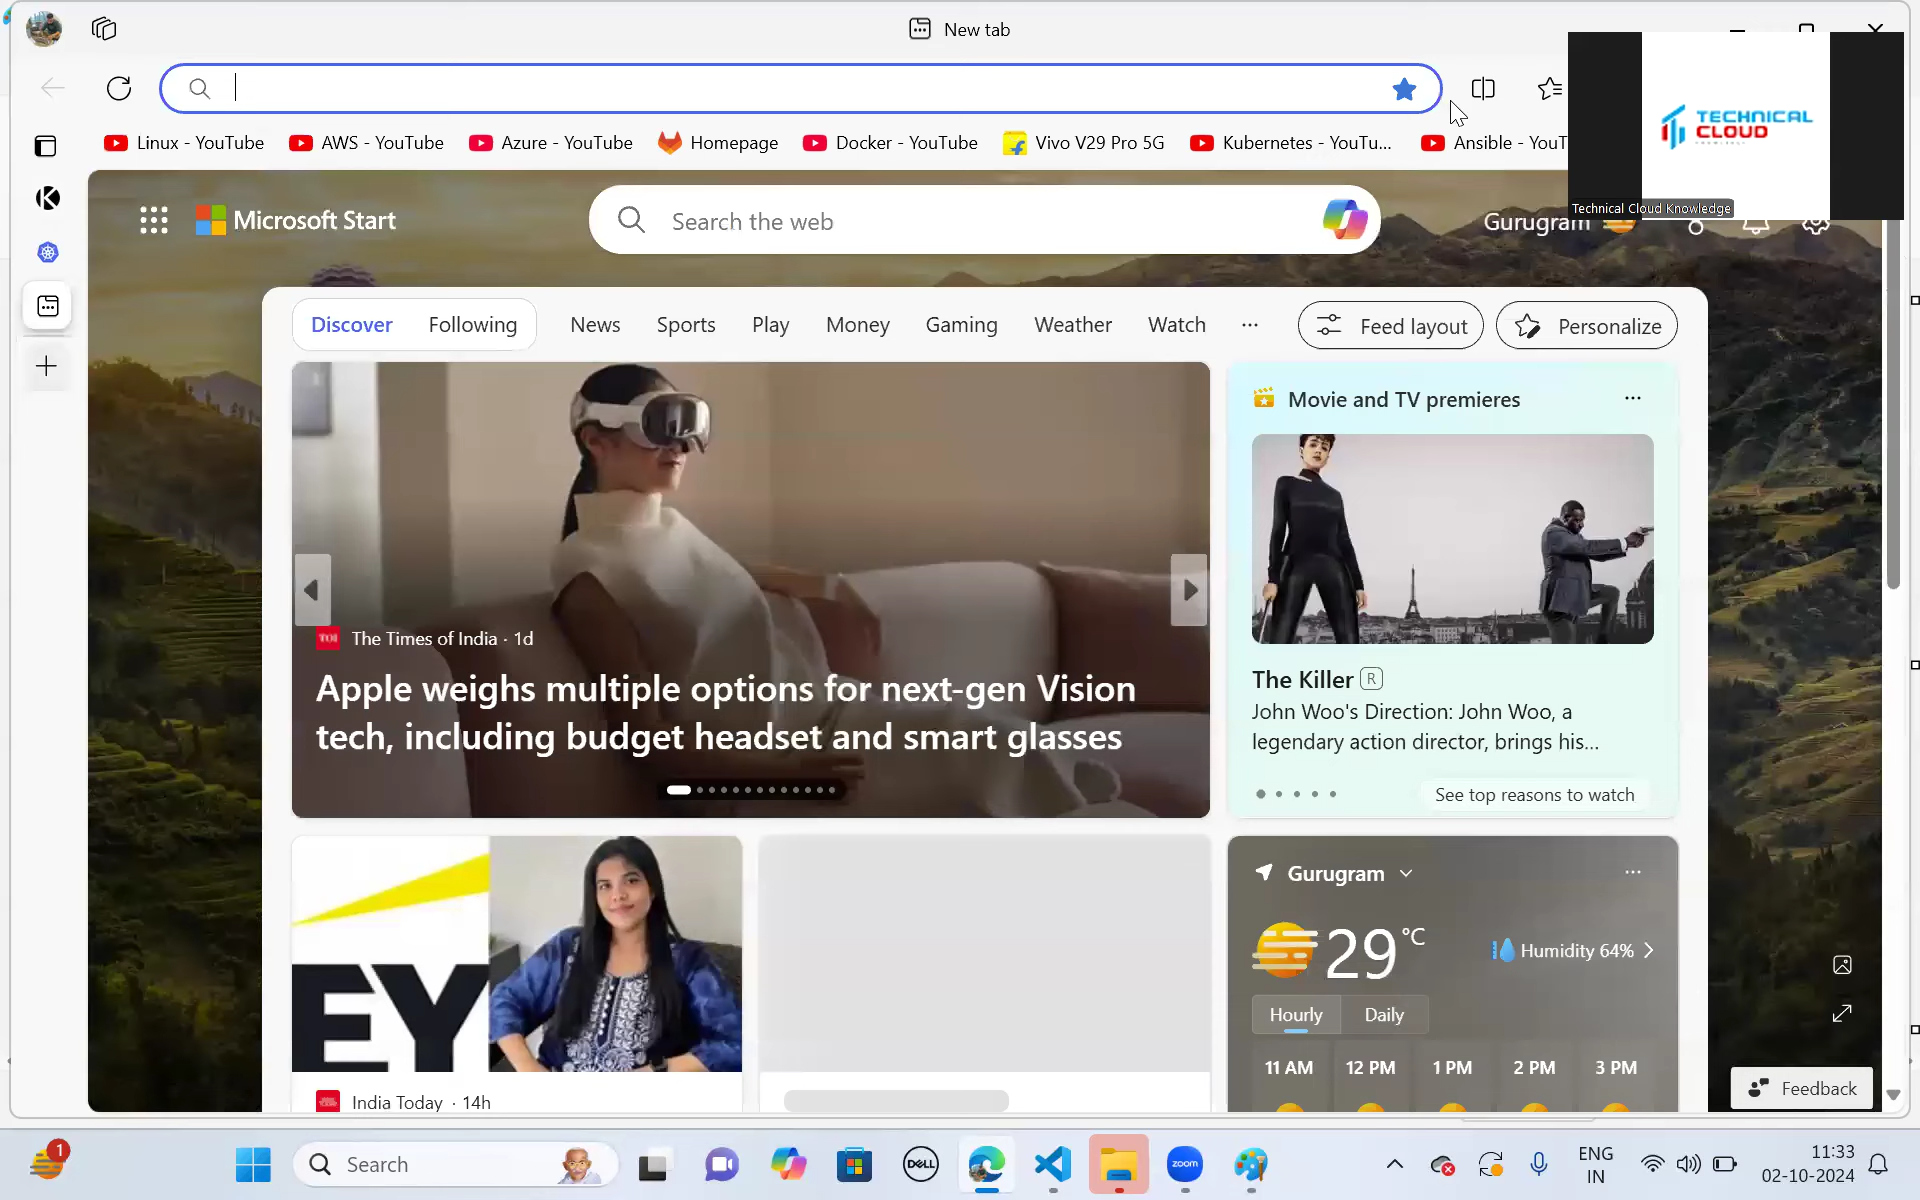 New tab
Linux - YouTube
AWS - YouTube
Azure - YouTube
Homepage
Docker - YouTube
Vivo V29 Pro 5G
Kubernetes - YouTu...
Ansible - YouT
TECHNICAL
CLOUD
Technical Cloud Knowledge
Microsoft Start
Search the web
Gurugram
Discover
Following
News
Sports
Play
Money
Gaming
Weather
Watch
Feed layout
Personalize
TOI
The Times of India · 1d
Apple weighs multiple options for next-gen Vision
tech, including budget headset and smart glasses
Movie and TV premieres
The Killer R
John Woo's Direction: John Woo, a
legendary action director, brings his...
See top reasons to watch
EY
India Today · 14h
Gurugram
29 °C
Humidity 64%
Hourly
Daily
11 AM
12 PM
1 PM
2 PM
3 PM
Feedback
1
Search
DELL
zoom
ENG
IN
11:33
02-10-2024